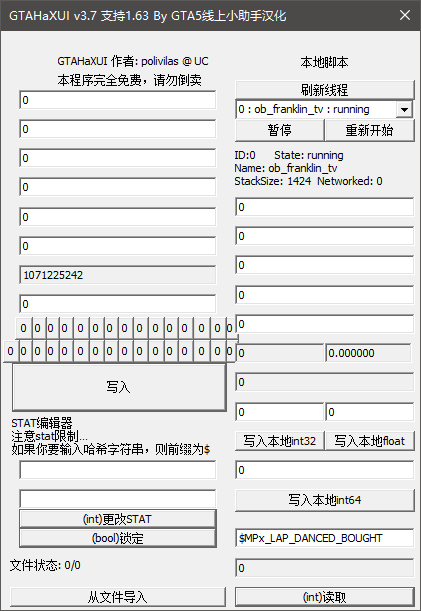 GTAHaXUI v3.7 支持1.63 By GTA5线上小助手汉化
GTAHaXUI 作者: polivilas @ UC
本程序完全免费，请勿倒卖
0
0
0
0
0
0
1071225242
0
0 0 0 0 0 0 0 0 0 0 0 0 0 0
0 0 0 0 0 0 0 0 0 0 0 0 0 0 0
写入
STAT编辑器
注意stat限制...
如果你要输入哈希字符串，则前缀为$
(int)更改STAT
(bool)锁定
文件状态: 0/0
从文件导入
本地脚本
刷新线程
0 : ob_franklin_tv : running
暂停 重新开始
ID:0 State: running
Name: ob_franklin_tv
StackSize: 1424 Networked: 0
0
0
0
0
0
0 0.000000
0
0 0
写入本地int32 写入本地float
0
写入本地int64
$MPx_LAP_DANCED_BOUGHT
0
(int)读取